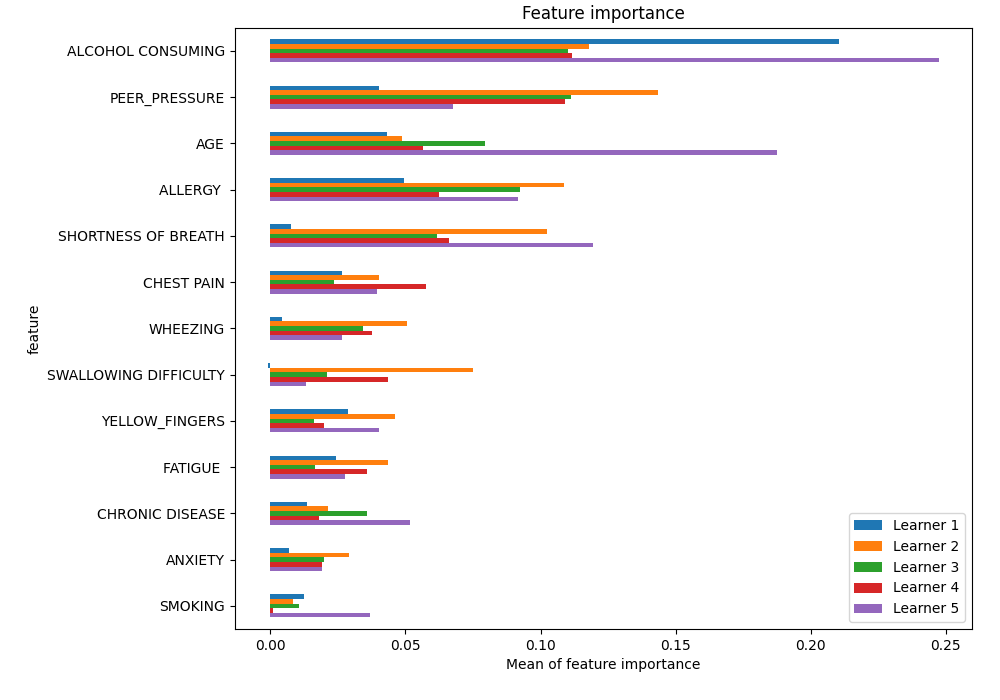 Feature importance
ALCOHOL CONSUMING
PEER_PRESSURE
AGE
ALLERGY
SHORTNESS OF BREATH
CHEST PAIN
WHEEZING
SWALLOWING DIFFICULTY
YELLOW_FINGERS
FATIGUE
CHRONIC DISEASE
ANXIETY
SMOKING
feature
Learner 1
Learner 2
Learner 3
Learner 4
Learner 5
0.00 0.05 0.10 0.15 0.20 0.25
Mean of feature importance